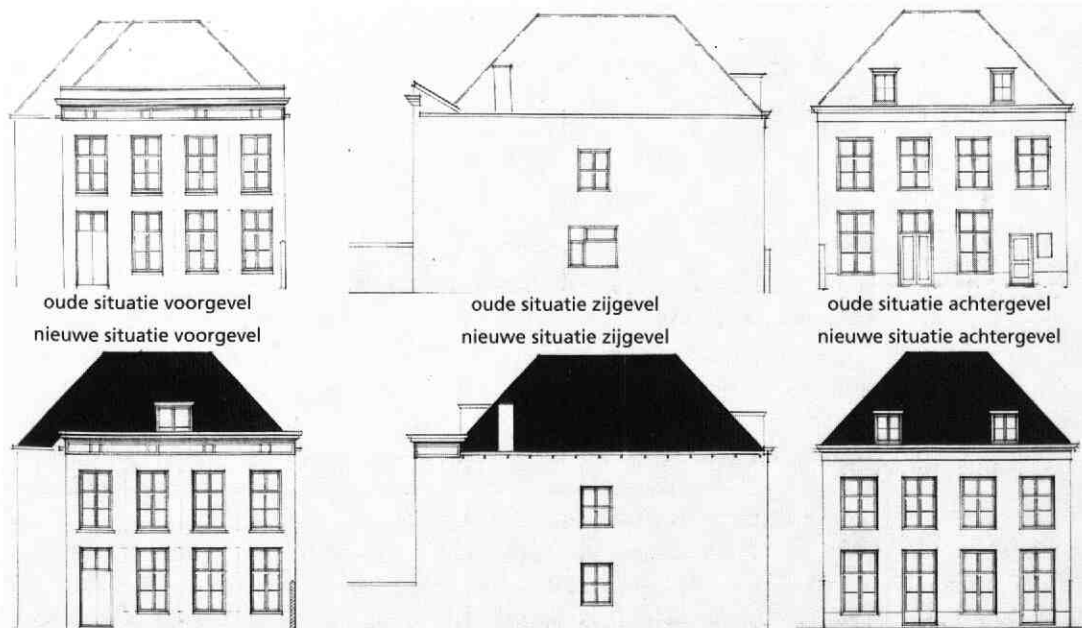 oude situatie voorgevel
oude situatie zijgevel
oude situatie achtergevel
nieuwe situatie voorgevel
nieuwe situatie zijgevel
nieuwe situatie achtergevel